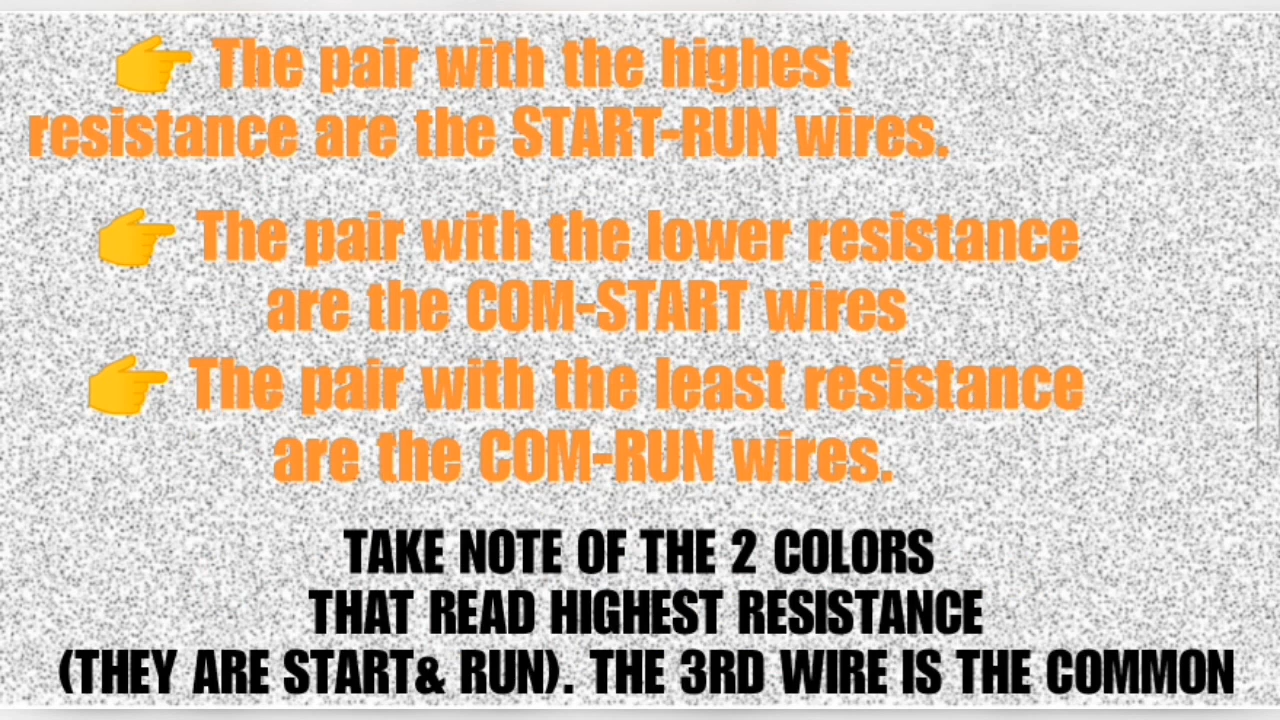 👉 The pair with the highest
resistance are the START-RUN wires.
👉 The pair with the lower resistance
are the COM-START wires
👉 The pair with the least resistance
are the COM-RUN wires.
TAKE NOTE OF THE 2 COLORS
THAT READ HIGHEST RESISTANCE
(THEY ARE START& RUN). THE 3RD WIRE IS THE COMMON